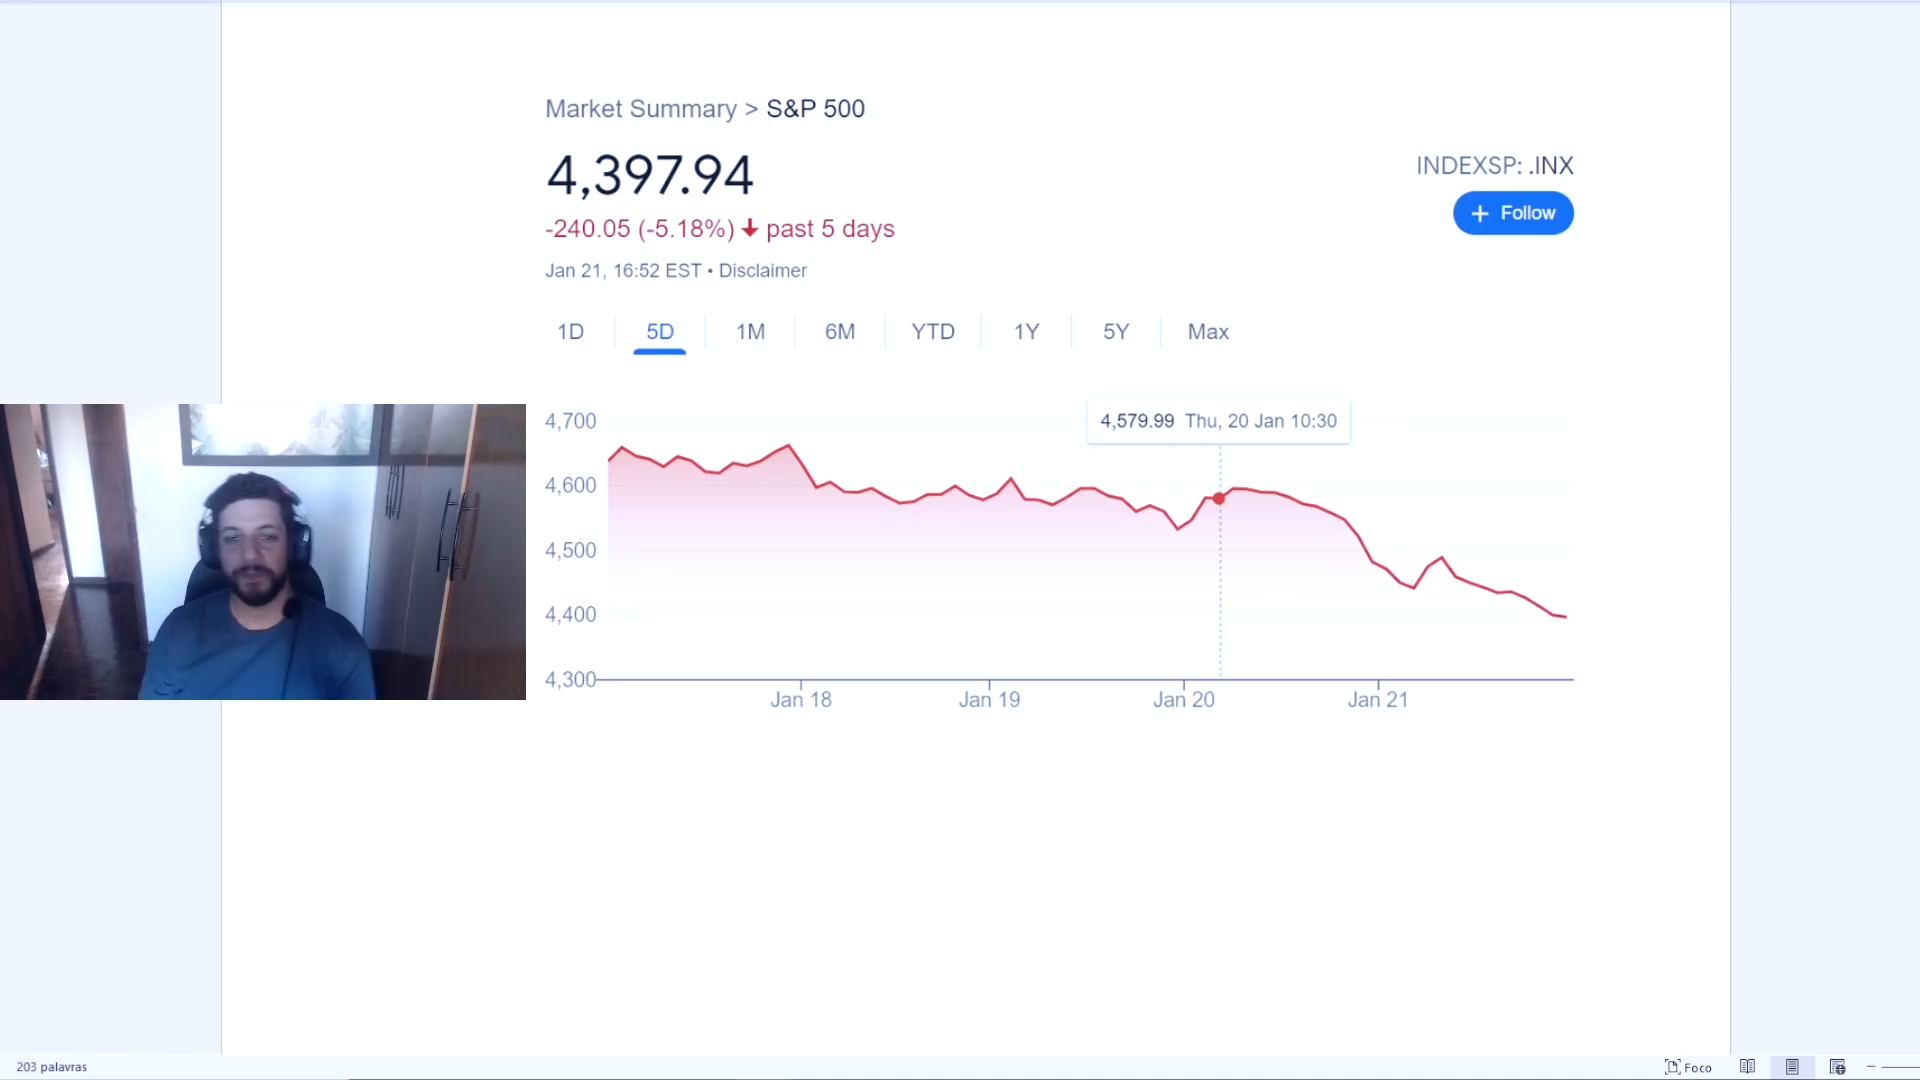 Market Summary > S&P 500
4,397.94
INDEXSP: .INX
-240.05 (-5.18%) past 5 days
+ Follow
Jan 21, 16:52 EST • Disclaimer
1D 5D 1M 6M YTD 1Y 5Y Max
4,700
4,579.99 Thu, 20 Jan 10:30
4,600
4,500
4,400
4,300
Jan 18 Jan 19 Jan 20 Jan 21
203 palavras
Foco